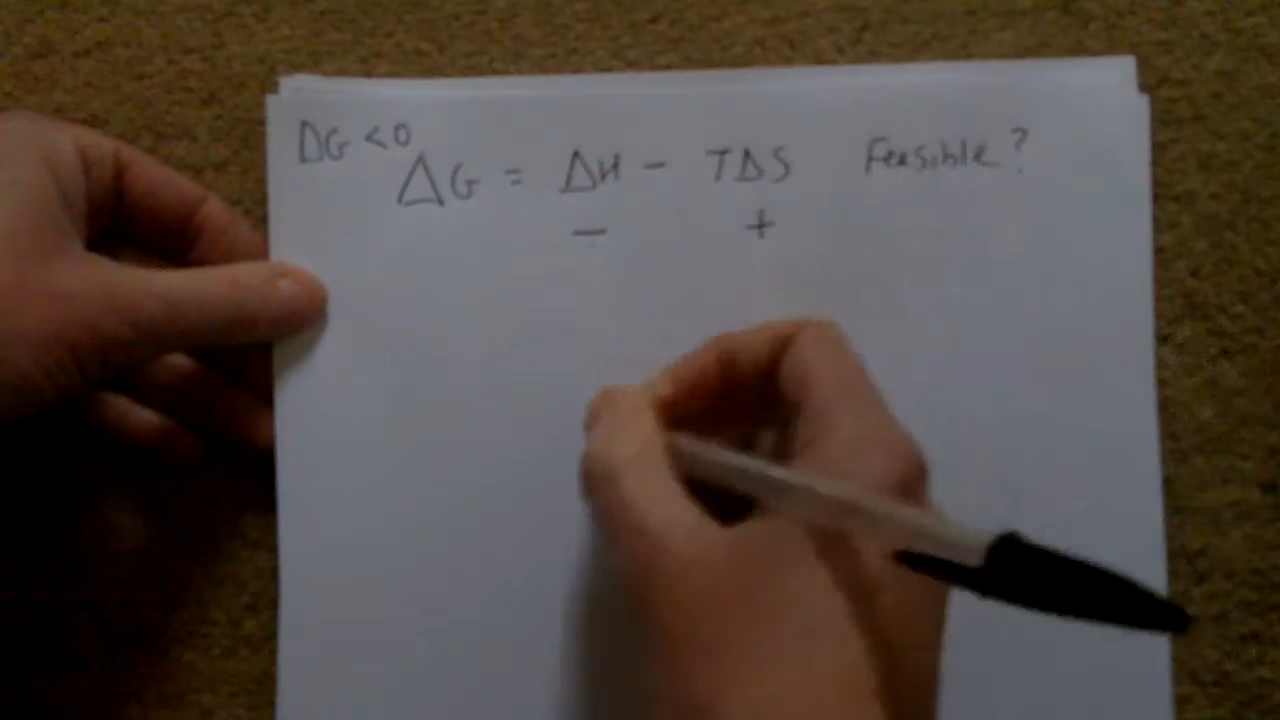 ΔG <0
ΔG = ΔH - TΔS Feasible?
- +